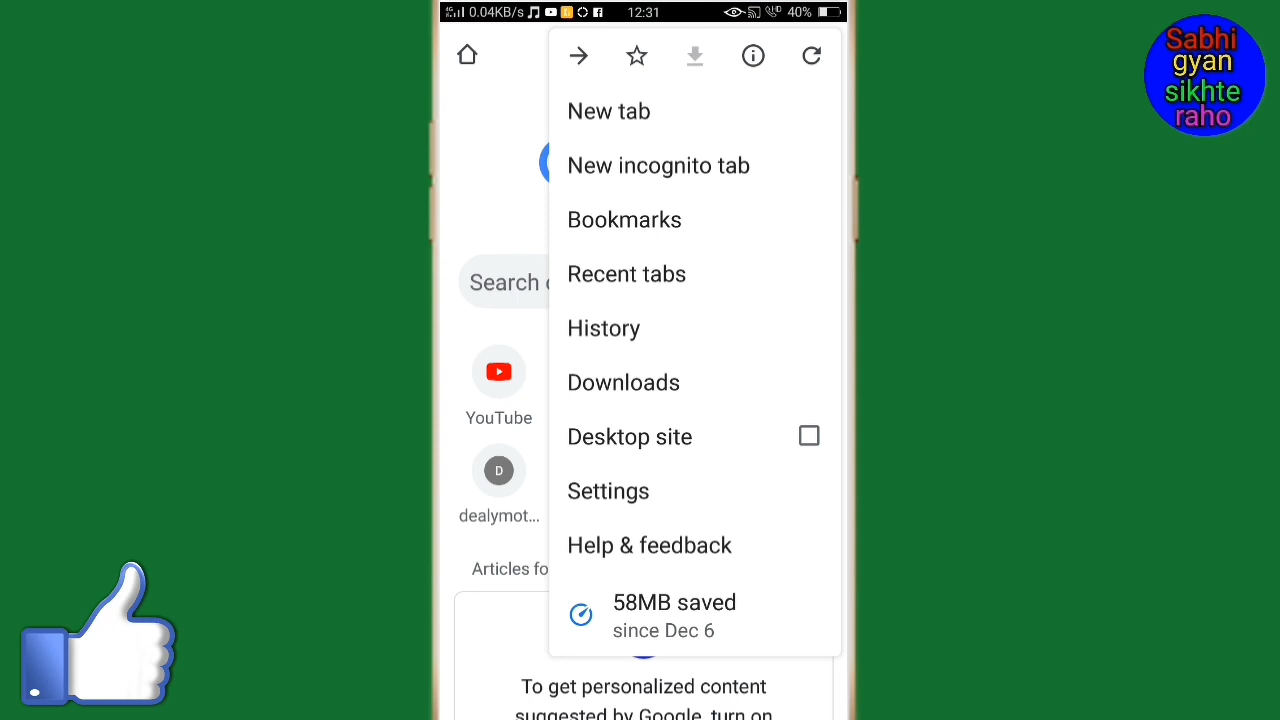 0.04KB/s
12:31
40%
Sabhi
gyan
sikhte
raho
New tab
New incognito tab
Bookmarks
Recent tabs
History
Downloads
Desktop site
Settings
Help & feedback
58MB saved
since Dec 6
Search
YouTube
D
dealymot...
Articles fo
To get personalized content
suggested by Google, turn on